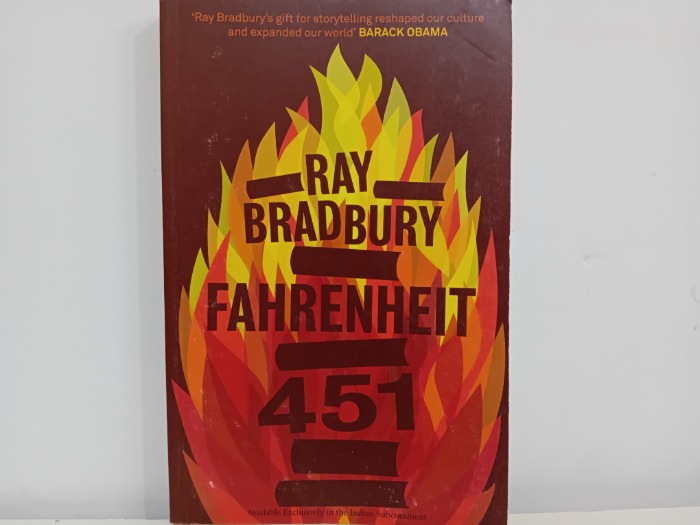 ‘Ray Bradbury’s gift for storytelling reshaped our culture
and expanded our world’ BARACK OBAMA
RAY
BRADBURY
FAHRENHEIT
451
Available Exclusively in the Indian Subcontinent